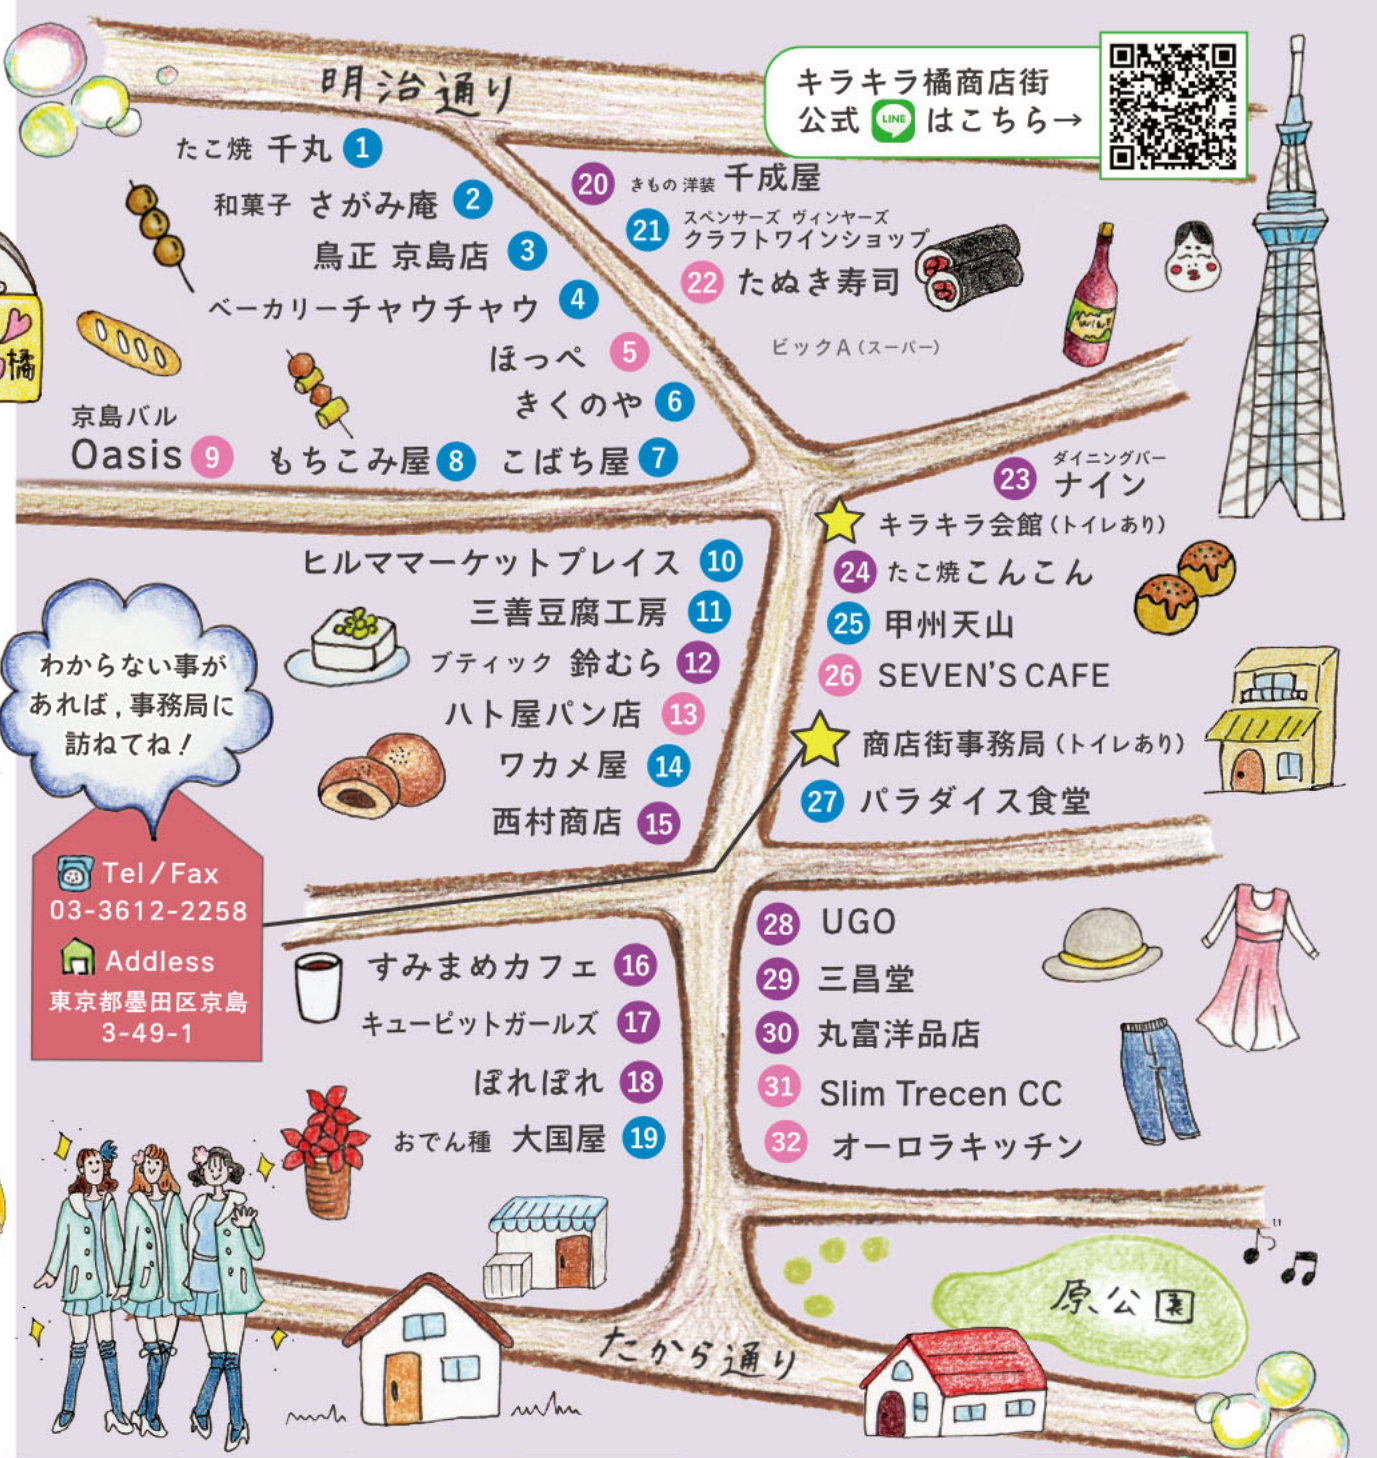 明治通り
キラキラ橘商店街
公式 LINE はこちら→
たこ焼 千丸 1
和菓子 さがみ庵 2
鳥正 京島店 3
ベーカリーチャウチャウ 4
ほっぺ 5
きくのや 6
こばち屋 7
もちこみ屋 8
京島バル
Oasis 9
橘
20 きもの 洋装 千成屋
スペンサーズ ヴィンヤーズ
21 クラフトワインショップ
22 たぬき寿司
WINE
ビックA（スーパー）
ダイニングバー
23 ナイン
キラキラ会館（トイレあり）
24 たこ焼こんこん
25 甲州天山
26 SEVEN'S CAFE
商店街事務局（トイレあり）
27 パラダイス食堂
ヒルママーケットプレイス 10
三善豆腐工房 11
ブティック 鈴むら 12
ハト屋パン店 13
ワカメ屋 14
西村商店 15
わからない事が
あれば，事務局に
訪ねてね！
Tel/Fax
03-3612-2258
Addless
東京都墨田区京島
3-49-1
すみまめカフェ 16
キューピットガールズ 17
ぽれぽれ 18
おでん種 大国屋 19
28 UGO
29 三昌堂
30 丸富洋品店
31 Slim Trecen CC
32 オーロラキッチン
原公園
たから通り